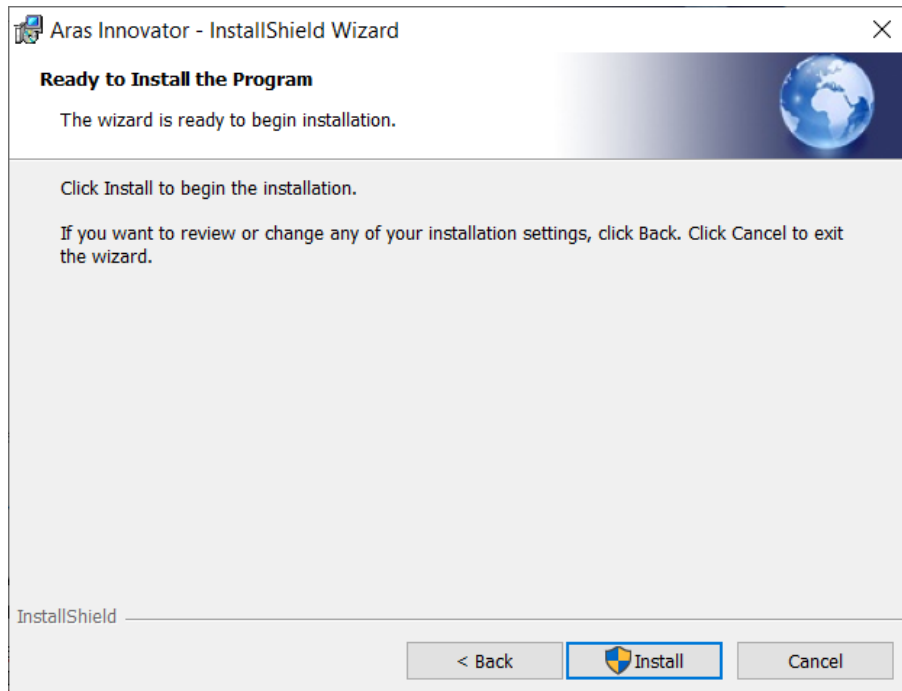 Aras Innovator - InstallShield Wizard
Ready to Install the Program
The wizard is ready to begin installation.
Click Install to begin the installation.
If you want to review or change any of your installation settings, click Back. Click Cancel to exit
the wizard.
InstallShield
< Back
Install
Cancel